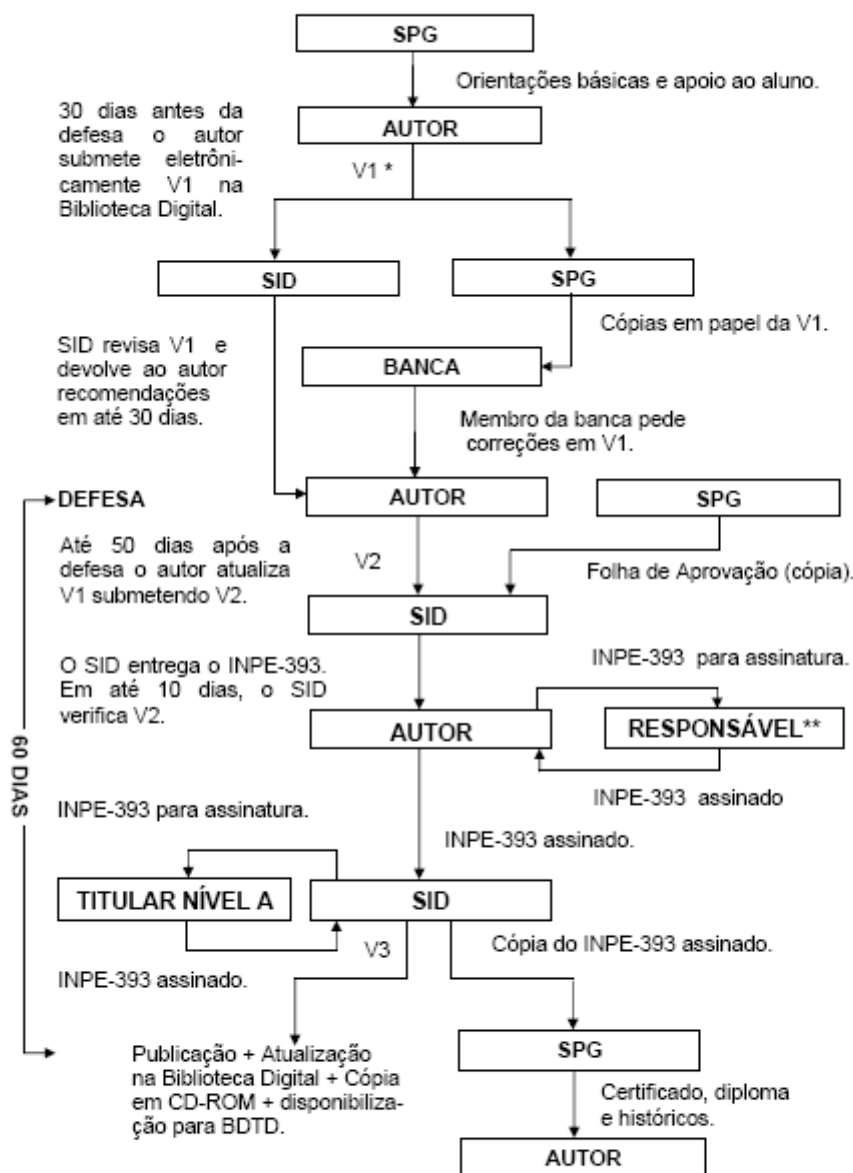 SPG
Orientações básicas e apoio ao aluno.
30 dias antes da
defesa o autor
submete eletrôni-
camente V1 na
Biblioteca Digital.
AUTOR
V1 *
SID
SPG
Cópias em papel da V1.
SID revisa V1 e
devolve ao autor
recomendações
em até 30 dias.
BANCA
Membro da banca pede
correções em V1.
DEFESA
AUTOR
SPG
Até 50 dias após a
defesa o autor atualiza
V1 submetendo V2.
V2
Folha de Aprovação (cópia).
SID
O SID entrega o INPE-393.
Em até 10 dias, o SID
verifica V2.
INPE-393 para assinatura.
AUTOR
RESPONSÁVEL**
60 DIAS
INPE-393 assinado
INPE-393 para assinatura.
INPE-393 assinado.
TITULAR NÍVEL A
SID
V3
Cópia do INPE-393 assinado.
INPE-393 assinado.
SPG
Publicação + Atualização
na Biblioteca Digital + Cópia
em CD-ROM + disponibiliza-
ção para BDTD.
Certificado, diploma
e históricos.
AUTOR